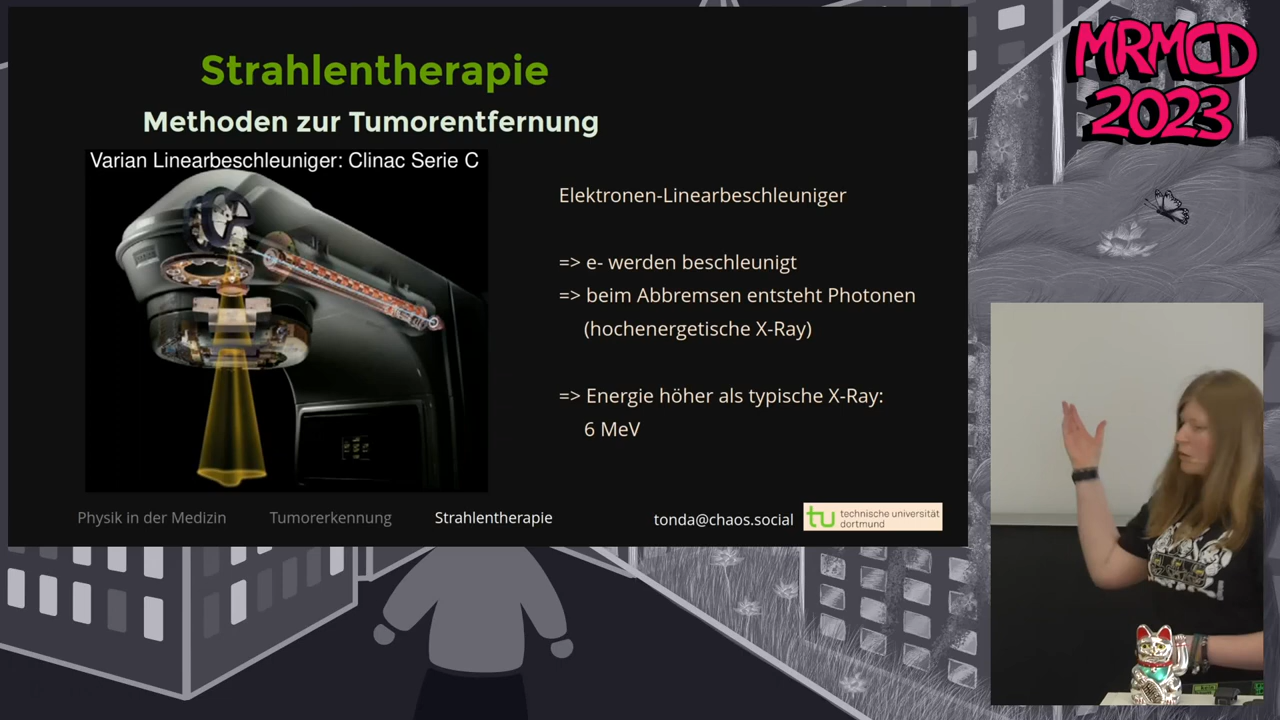 Strahlentherapie
Methoden zur Tumorentfernung
Varian Linearbeschleuniger: Clinac Serie C
Elektronen-Linearbeschleuniger
=> e- werden beschleunigt
=> beim Abbremsen entsteht Photonen
(hochenergetische X-Ray)
=> Energie höher als typische X-Ray:
6 MeV
Physik in der Medizin
Tumorerkennung
Strahlentherapie
tonda@chaos.social
tu technische universität
dortmund
MRMCD
2023